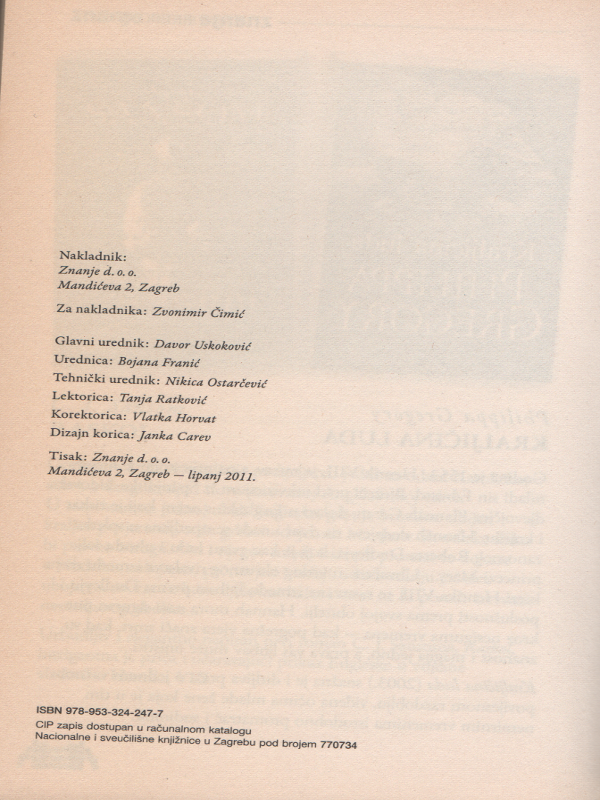 Nakladnik:
Znanje d. o. o.
Mandićeva 2, Zagreb
Za nakladnika: Zvonimir Čimić
Glavni urednik: Davor Uskoković
Urednica: Bojana Franić
Tehnički urednik: Nikica Ostarčević
Lektorica: Tanja Ratković
Korektorica: Vlatka Horvat
Dizajn korica: Janka Carev
Tisak: Znanje d. o. o.
Mandićeva 2, Zagreb — lipanj 2011.
ISBN 978-953-324-247-7
CIP zapis dostupan u računalnom katalogu
Nacionalne i sveučilišne knjižnice u Zagrebu pod brojem 770734